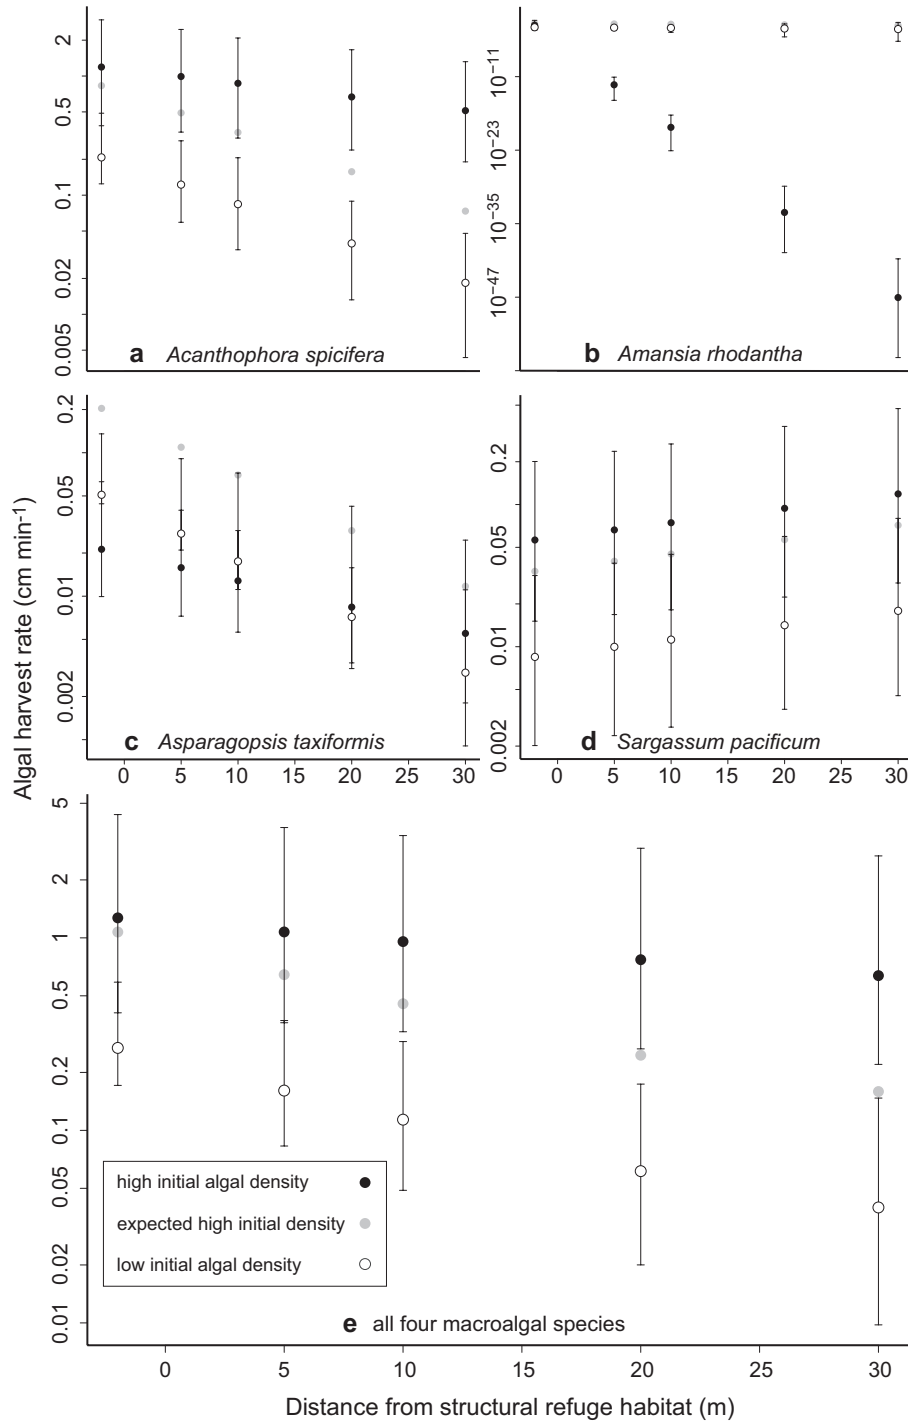 2
0.5
0.1
0.02
0.005
a Acanthophora spicifera
10−11
10−23
10−35
10−47
b Amansia rhodantha
0.2
0.05
0.01
0.002
c Asparagopsis taxiformis
0 5 10 15 20 25 30
0.2
0.05
0.01
0.002
d Sargassum pacificum
0 5 10 15 20 25 30
Algal harvest rate (cm min-1)
5
2
1
0.5
0.2
0.1
0.05
0.02
0.01
high initial algal density
expected high initial density
low initial algal density
e all four macroalgal species
0 5 10 15 20 25 30
Distance from structural refuge habitat (m)